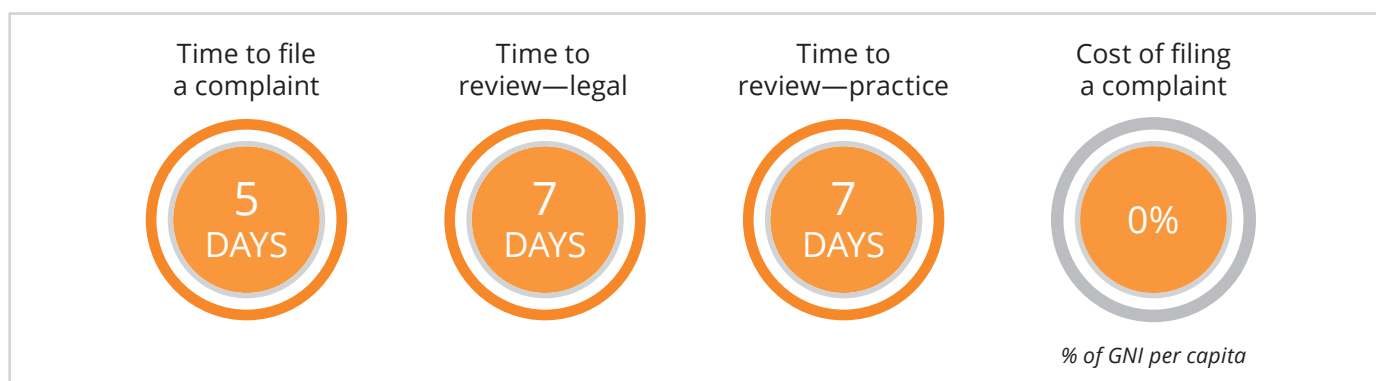 Time to file
a complaint
5
DAYS
Time to
review—legal
7
DAYS
Time to
review—practice
7
DAYS
Cost of filing
a complaint
0%
% of GNI per capita